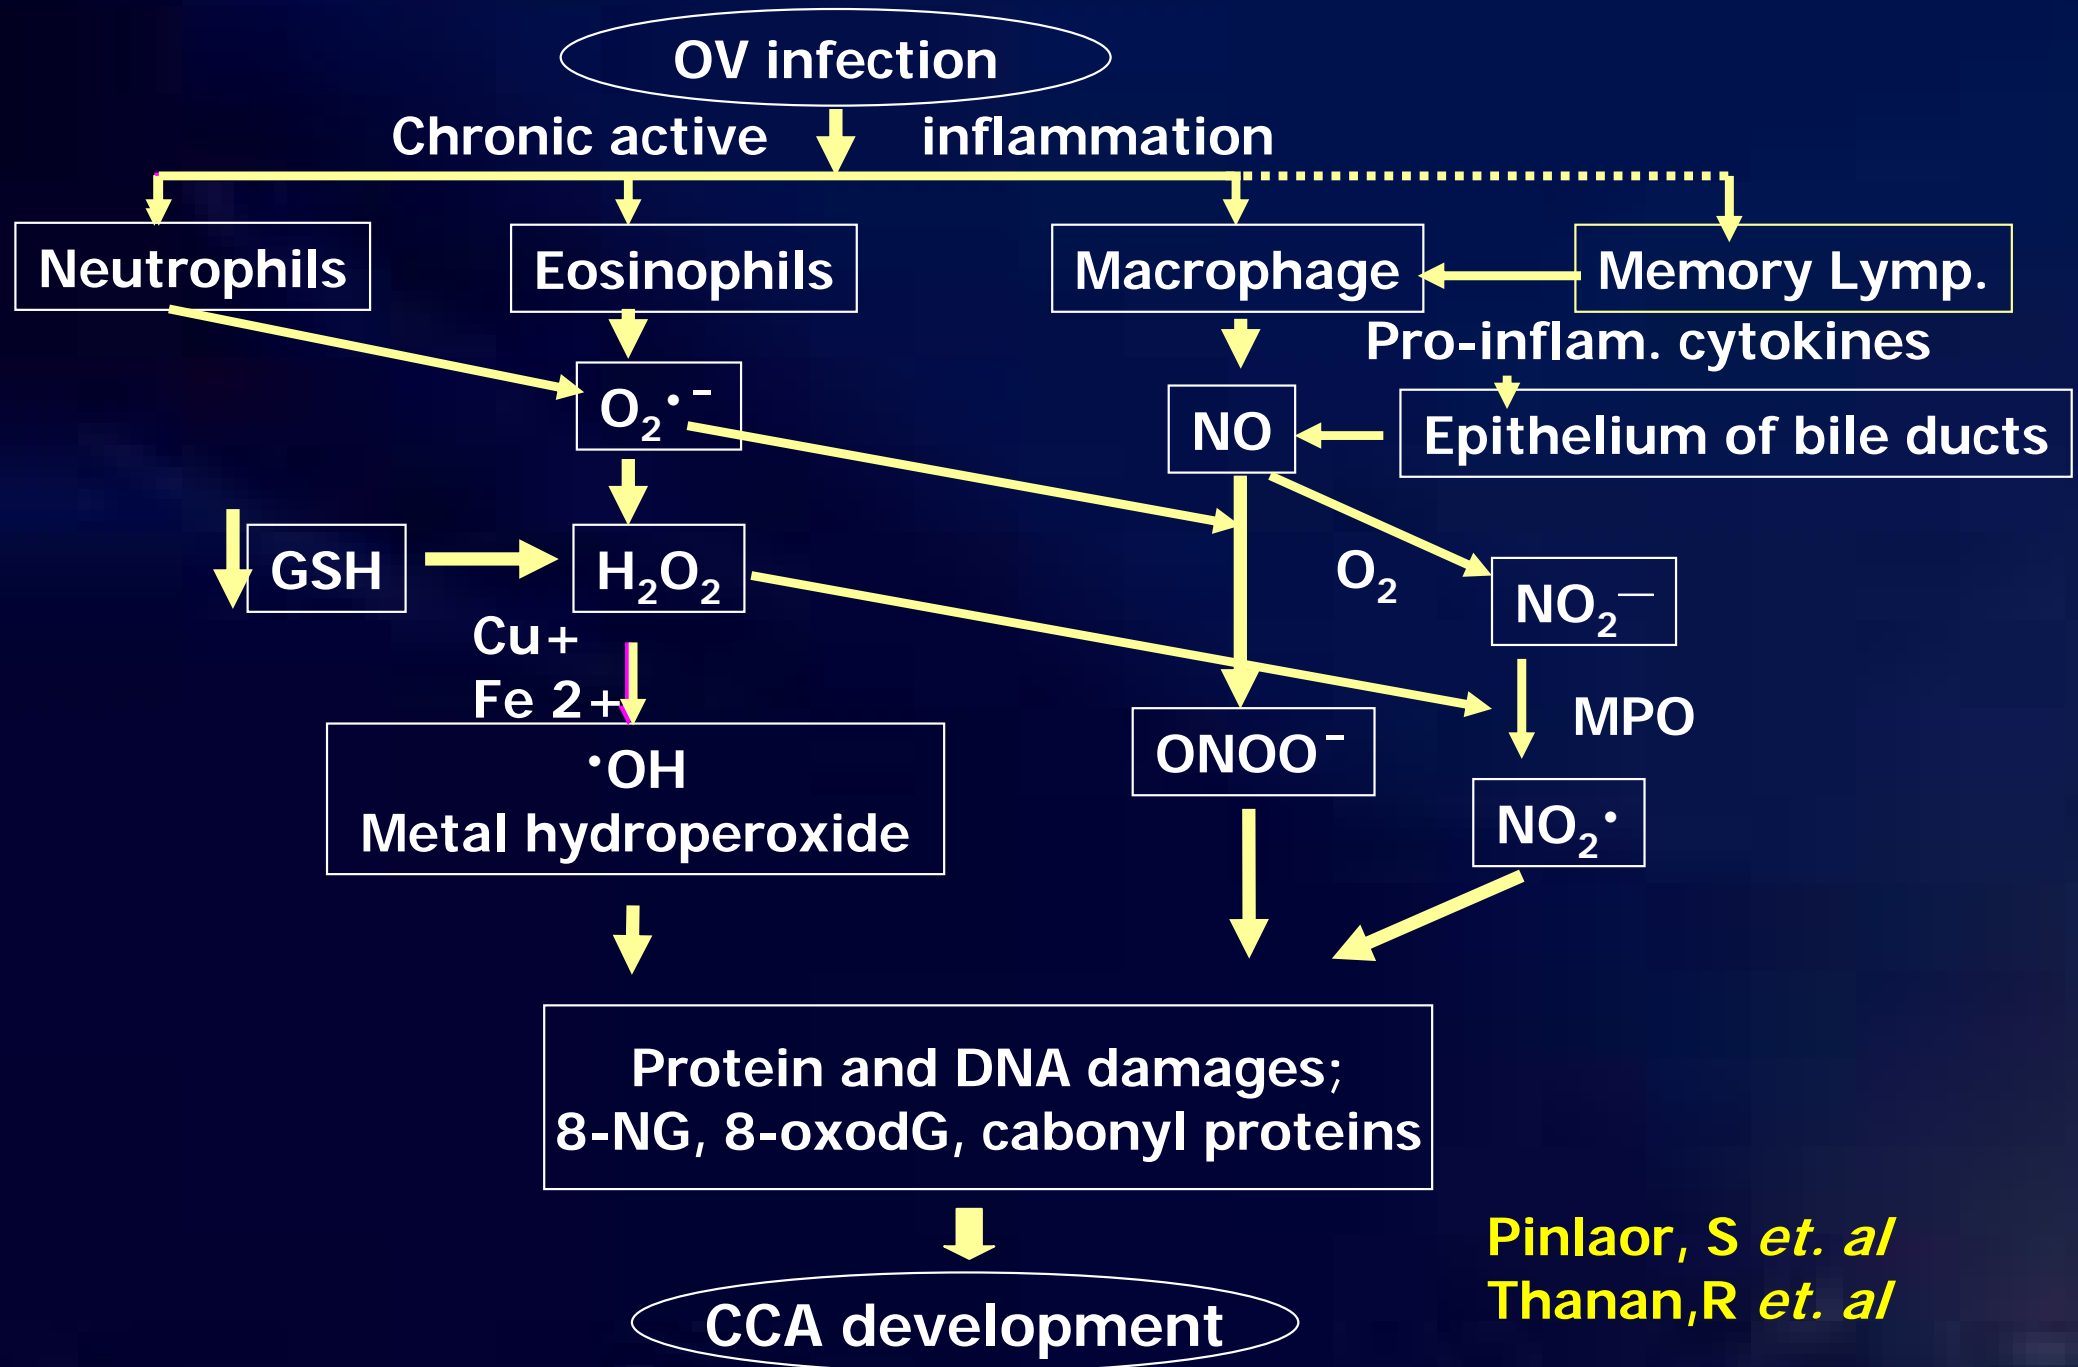 OV infection
Chronic active inflammation
Neutrophils
Eosinophils
Macrophage
Memory Lymp.
Pro-inflam. cytokines
O₂•⁻
NO
Epithelium of bile ducts
GSH
H₂O₂
O₂
NO₂⁻
Cu+
Fe 2+
MPO
•OH
Metal hydroperoxide
ONOO⁻
NO₂•
Protein and DNA damages;
8-NG, 8-oxodG, cabonyl proteins
Pinlaor, S et. al
Thanan,R et. al
CCA development